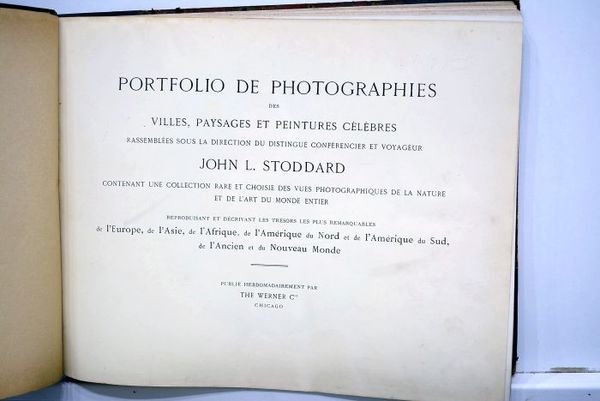 PORTFOLIO DE PHOTOGRAPHIES
DES
VILLES, PAYSAGES ET PEINTURES CÉLÈBRES
RASSEMBLÉES SOUS LA DIRECTION DU DISTINGUE CONFERENCIER ET VOYAGEUR
JOHN L. STODDARD
CONTENANT UNE COLLECTION RARE ET CHOISIE DES VUES PHOTOGRAPHIQUES DE LA NATURE
ET DE L'ART DU MONDE ENTIER
REPRODUISANT ET DÉCRIVANT LES TRÉSORS LES PLUS REMARQUABLES
de l'Europe, de l'Asie, de l'Afrique, de l'Amérique du Nord et de l'Amérique du Sud,
de l'Ancien et du Nouveau Monde
PUBLIÉ HEBDOMADAIREMENT PAR
THE WERNER Co
CHICAGO